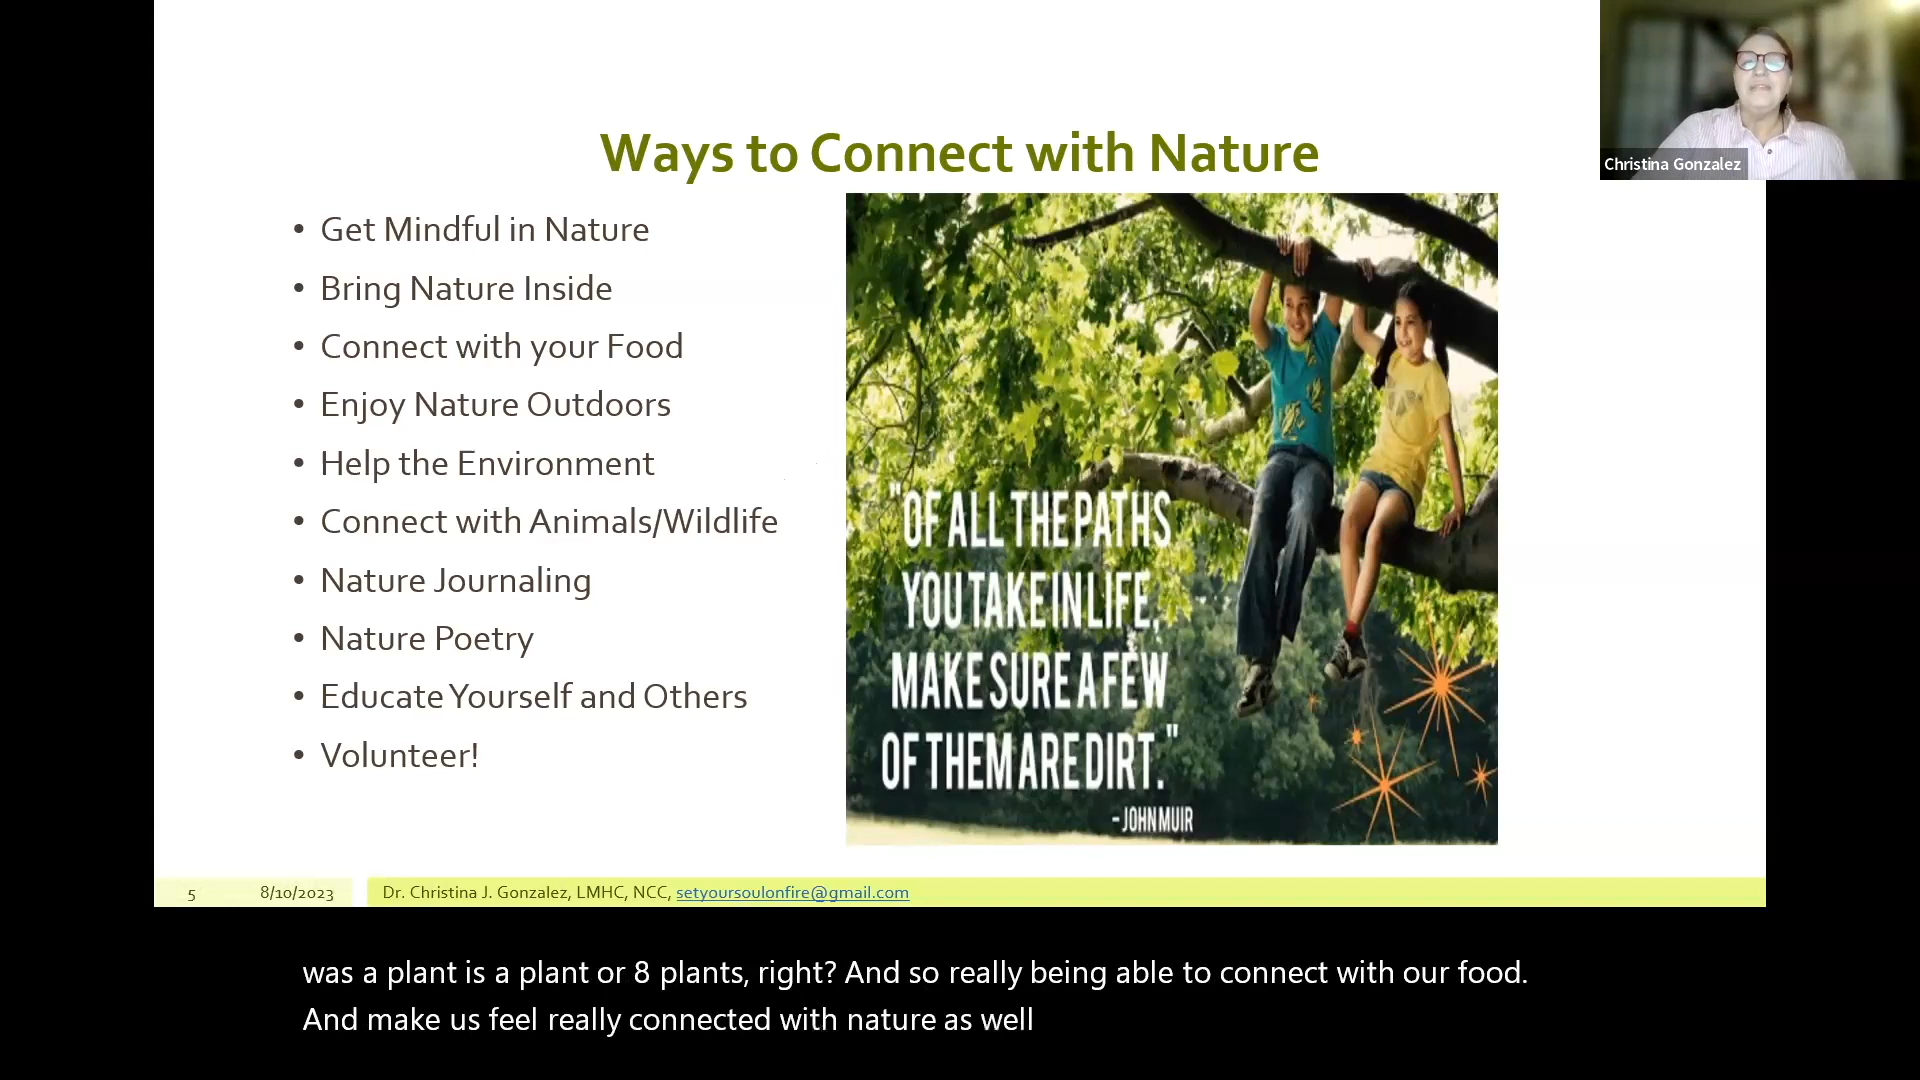 Ways to Connect with Nature
Christina Gonzalez
• Get Mindful in Nature
• Bring Nature Inside
• Connect with your Food
• Enjoy Nature Outdoors
• Help the Environment
• Connect with Animals/Wildlife
• Nature Journaling
• Nature Poetry
• Educate Yourself and Others
• Volunteer!
"OF ALL THE PATHS
YOU TAKE IN LIFE,
MAKE SURE A FEW
OF THEM ARE DIRT."
- JOHN MUIR
5 8/10/2023 Dr. Christina J. Gonzalez, LMHC, NCC, setyoursoulonfire@gmail.com
was a plant is a plant or 8 plants, right? And so really being able to connect with our food.
And make us feel really connected with nature as well